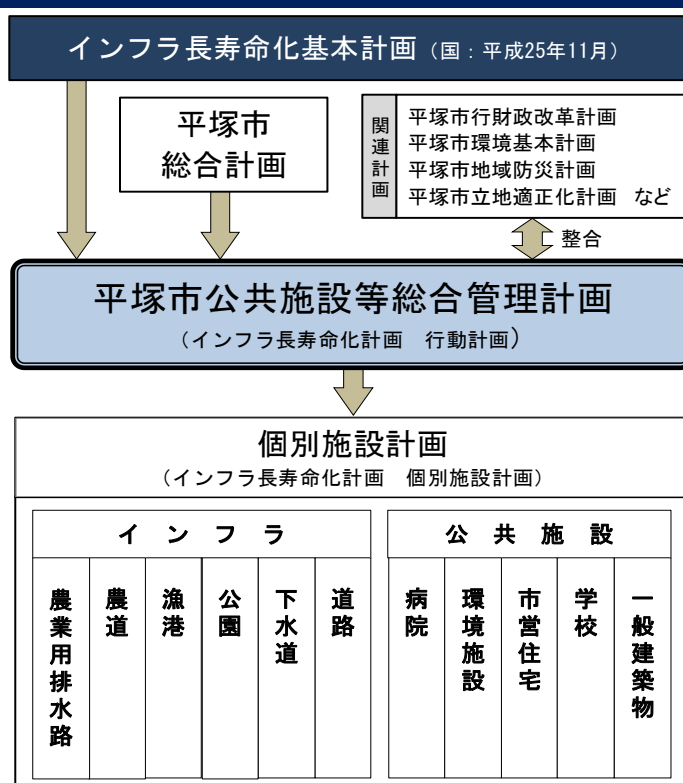 インフラ長寿命化基本計画（国：平成25年11月）
平塚市
総合計画
関連計画
平塚市行財政改革計画
平塚市環境基本計画
平塚市地域防災計画
平塚市立地適正化計画　など
整合
平塚市公共施設等総合管理計画
（インフラ長寿命化計画　行動計画）
個別施設計画
（インフラ長寿命化計画　個別施設計画）
インフラ
農業用排水路
農道
漁港
公園
下水道
道路
公共施設
病院
環境施設
市営住宅
学校
一般建築物